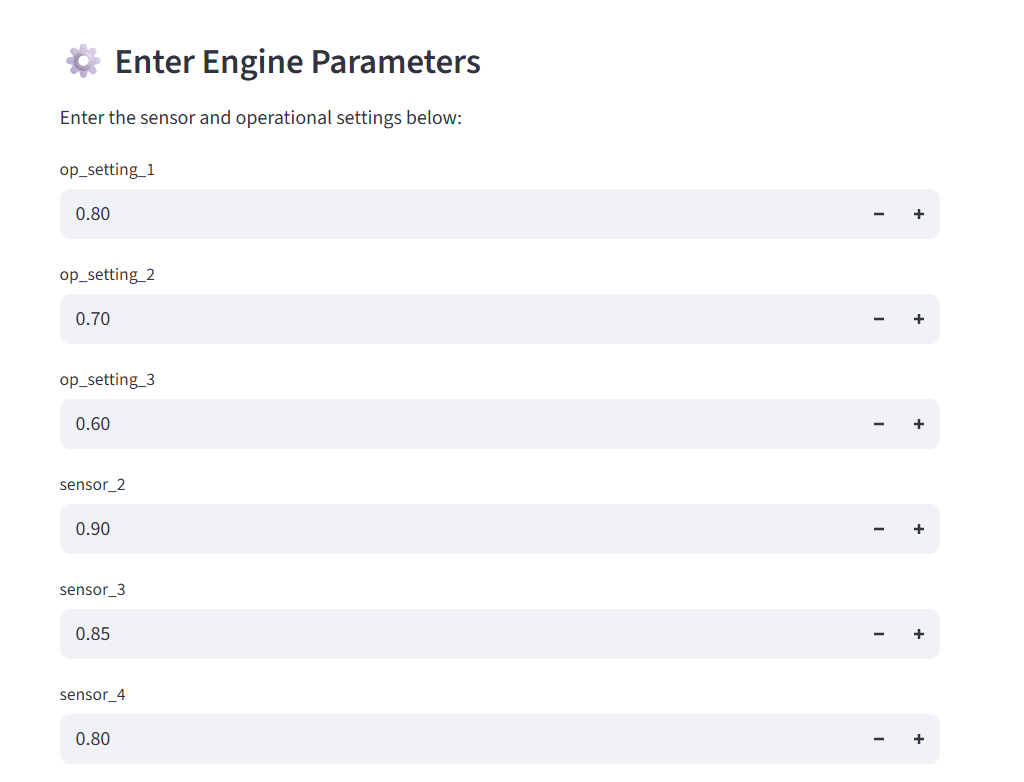 Enter Engine Parameters
Enter the sensor and operational settings below:
op_setting_1
0.80
op_setting_2
0.70
op_setting_3
0.60
sensor_2
0.90
sensor_3
0.85
sensor_4
0.80